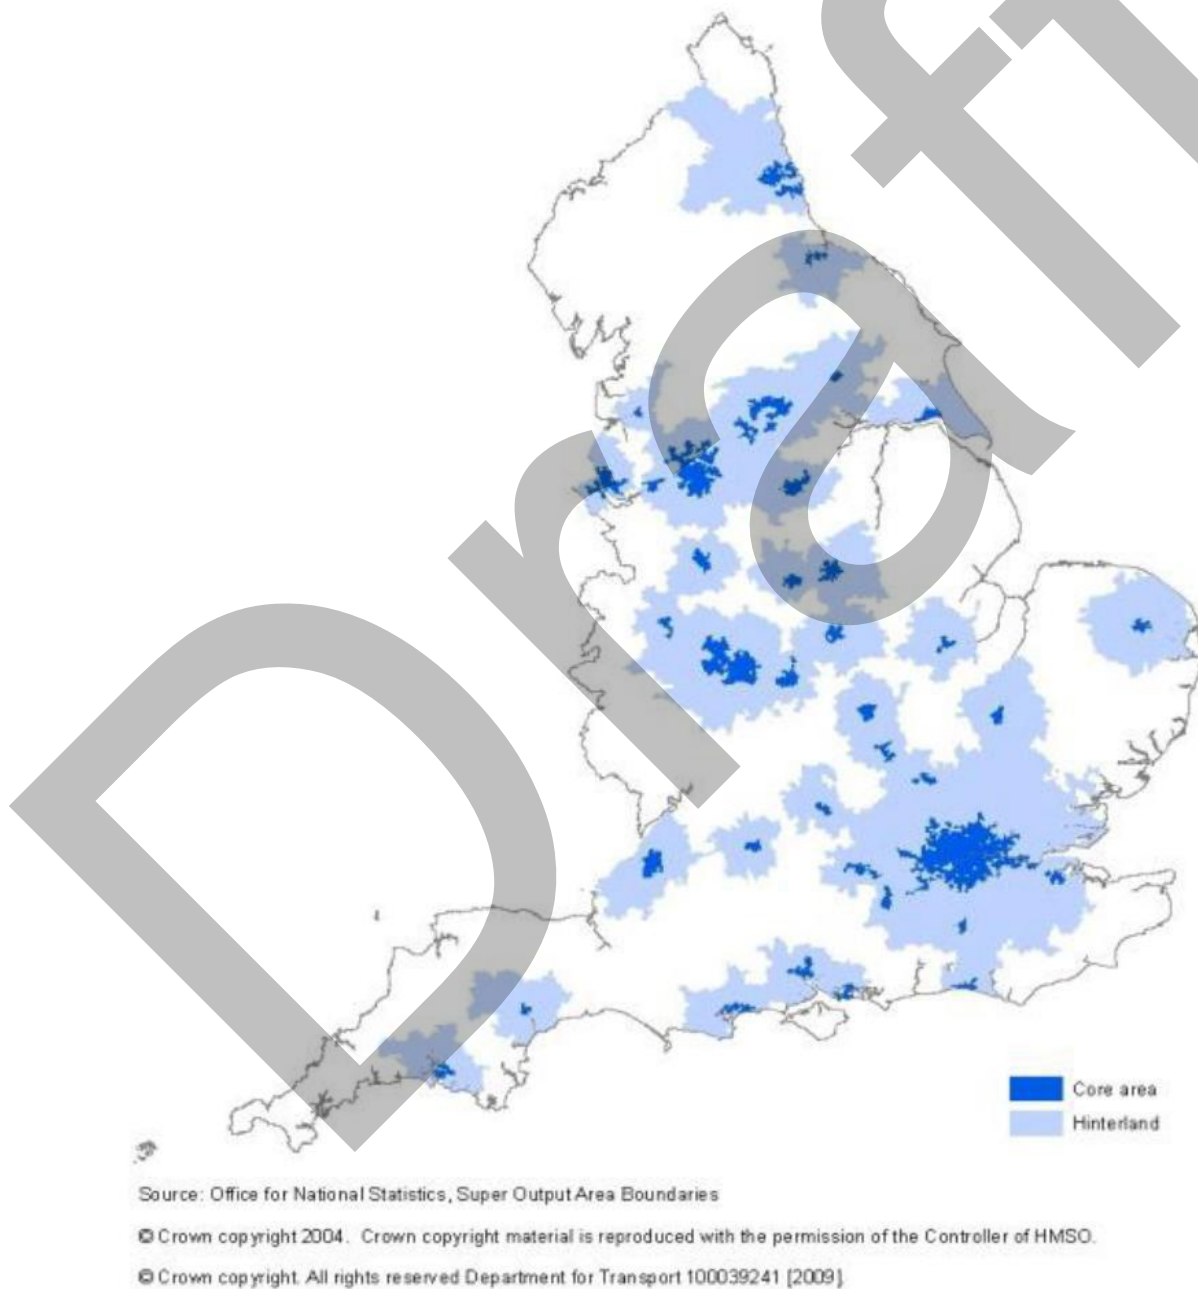 Draft
Core area
Hinterland
Source: Office for National Statistics, Super Output Area Boundaries
© Crown copyright 2004. Crown copyright material is reproduced with the permission of the Controller of HMSO.
© Crown copyright. All rights reserved Department for Transport 100039241 [2009]